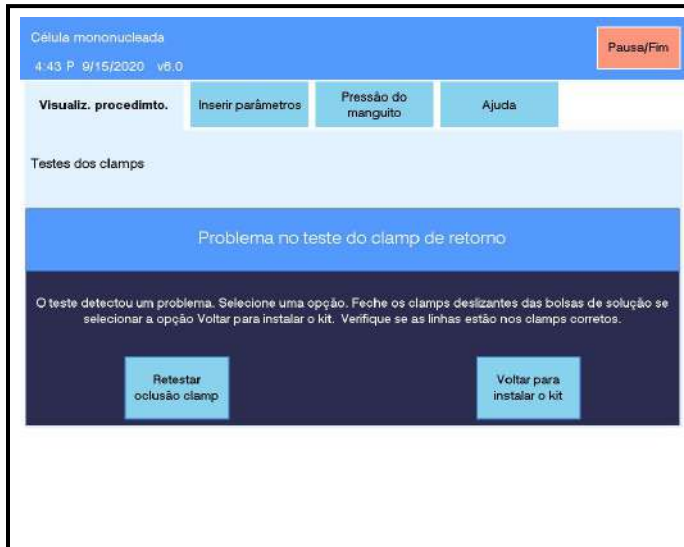 Célula mononucleada
Pausa/Fim
4:43 P 9/15/2020 v6.0
Visualiz. procedimto.
Inserir parâmetros
Pressão do
manguito
Ajuda
Testes dos clamps
Problema no teste do clamp de retorno
O teste detectou um problema. Selecione uma opção. Feche os clamps deslizantes das bolsas de solução se
selecionar a opção Voltar para instalar o kit. Verifique se as linhas estão nos clamps corretos.
Retestar
oclusão clamp
Voltar para
instalar o kit